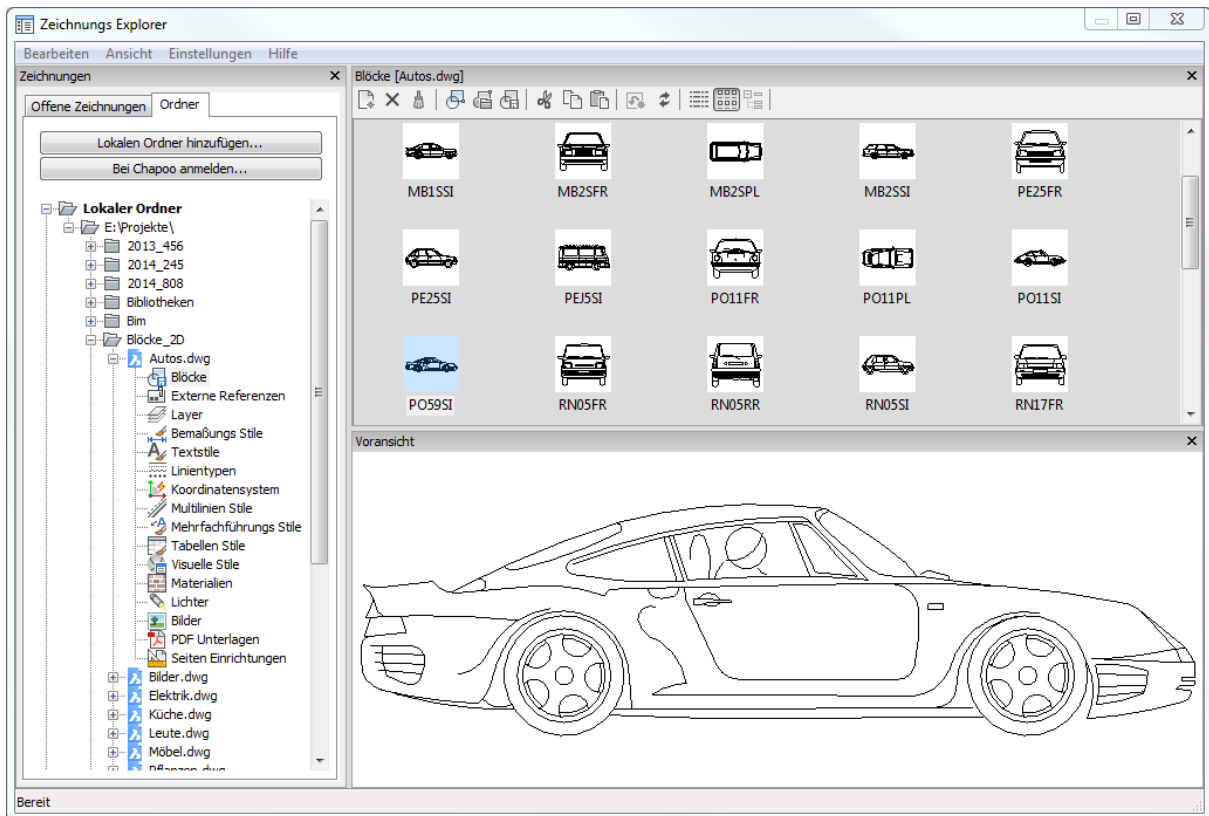 Zeichnungs Explorer
Bearbeiten Ansicht Einstellungen Hilfe
Zeichnungen
Offene Zeichnungen Ordner
Lokalen Ordner hinzufügen...
Bei Chapoo anmelden...
Lokaler Ordner
E:\Projekte\
2013_456
2014_245
2014_808
Bibliotheken
Bim
Blöcke_2D
Autos.dwg
Blöcke
Externe Referenzen
Layer
Bemaßungs Stile
Textstile
Linientypen
Koordinatensystem
Multilinien Stile
Mehrfachführungs Stile
Tabellen Stile
Visuelle Stile
Materialien
Lichter
Bilder
PDF Unterlagen
Seiten Einrichtungen
Bilder.dwg
Elektrik.dwg
Küche.dwg
Leute.dwg
Möbel.dwg
Pflanzen.dwg
Blöcke [Autos.dwg]
MB1SSI MB2SFR MB2SPL MB2SSI PE25FR
PE25SI PEJ5SI PO11FR PO11PL PO11SI
PO59SI RN05FR RN05RR RN05SI RN17FR
Voransicht
Bereit